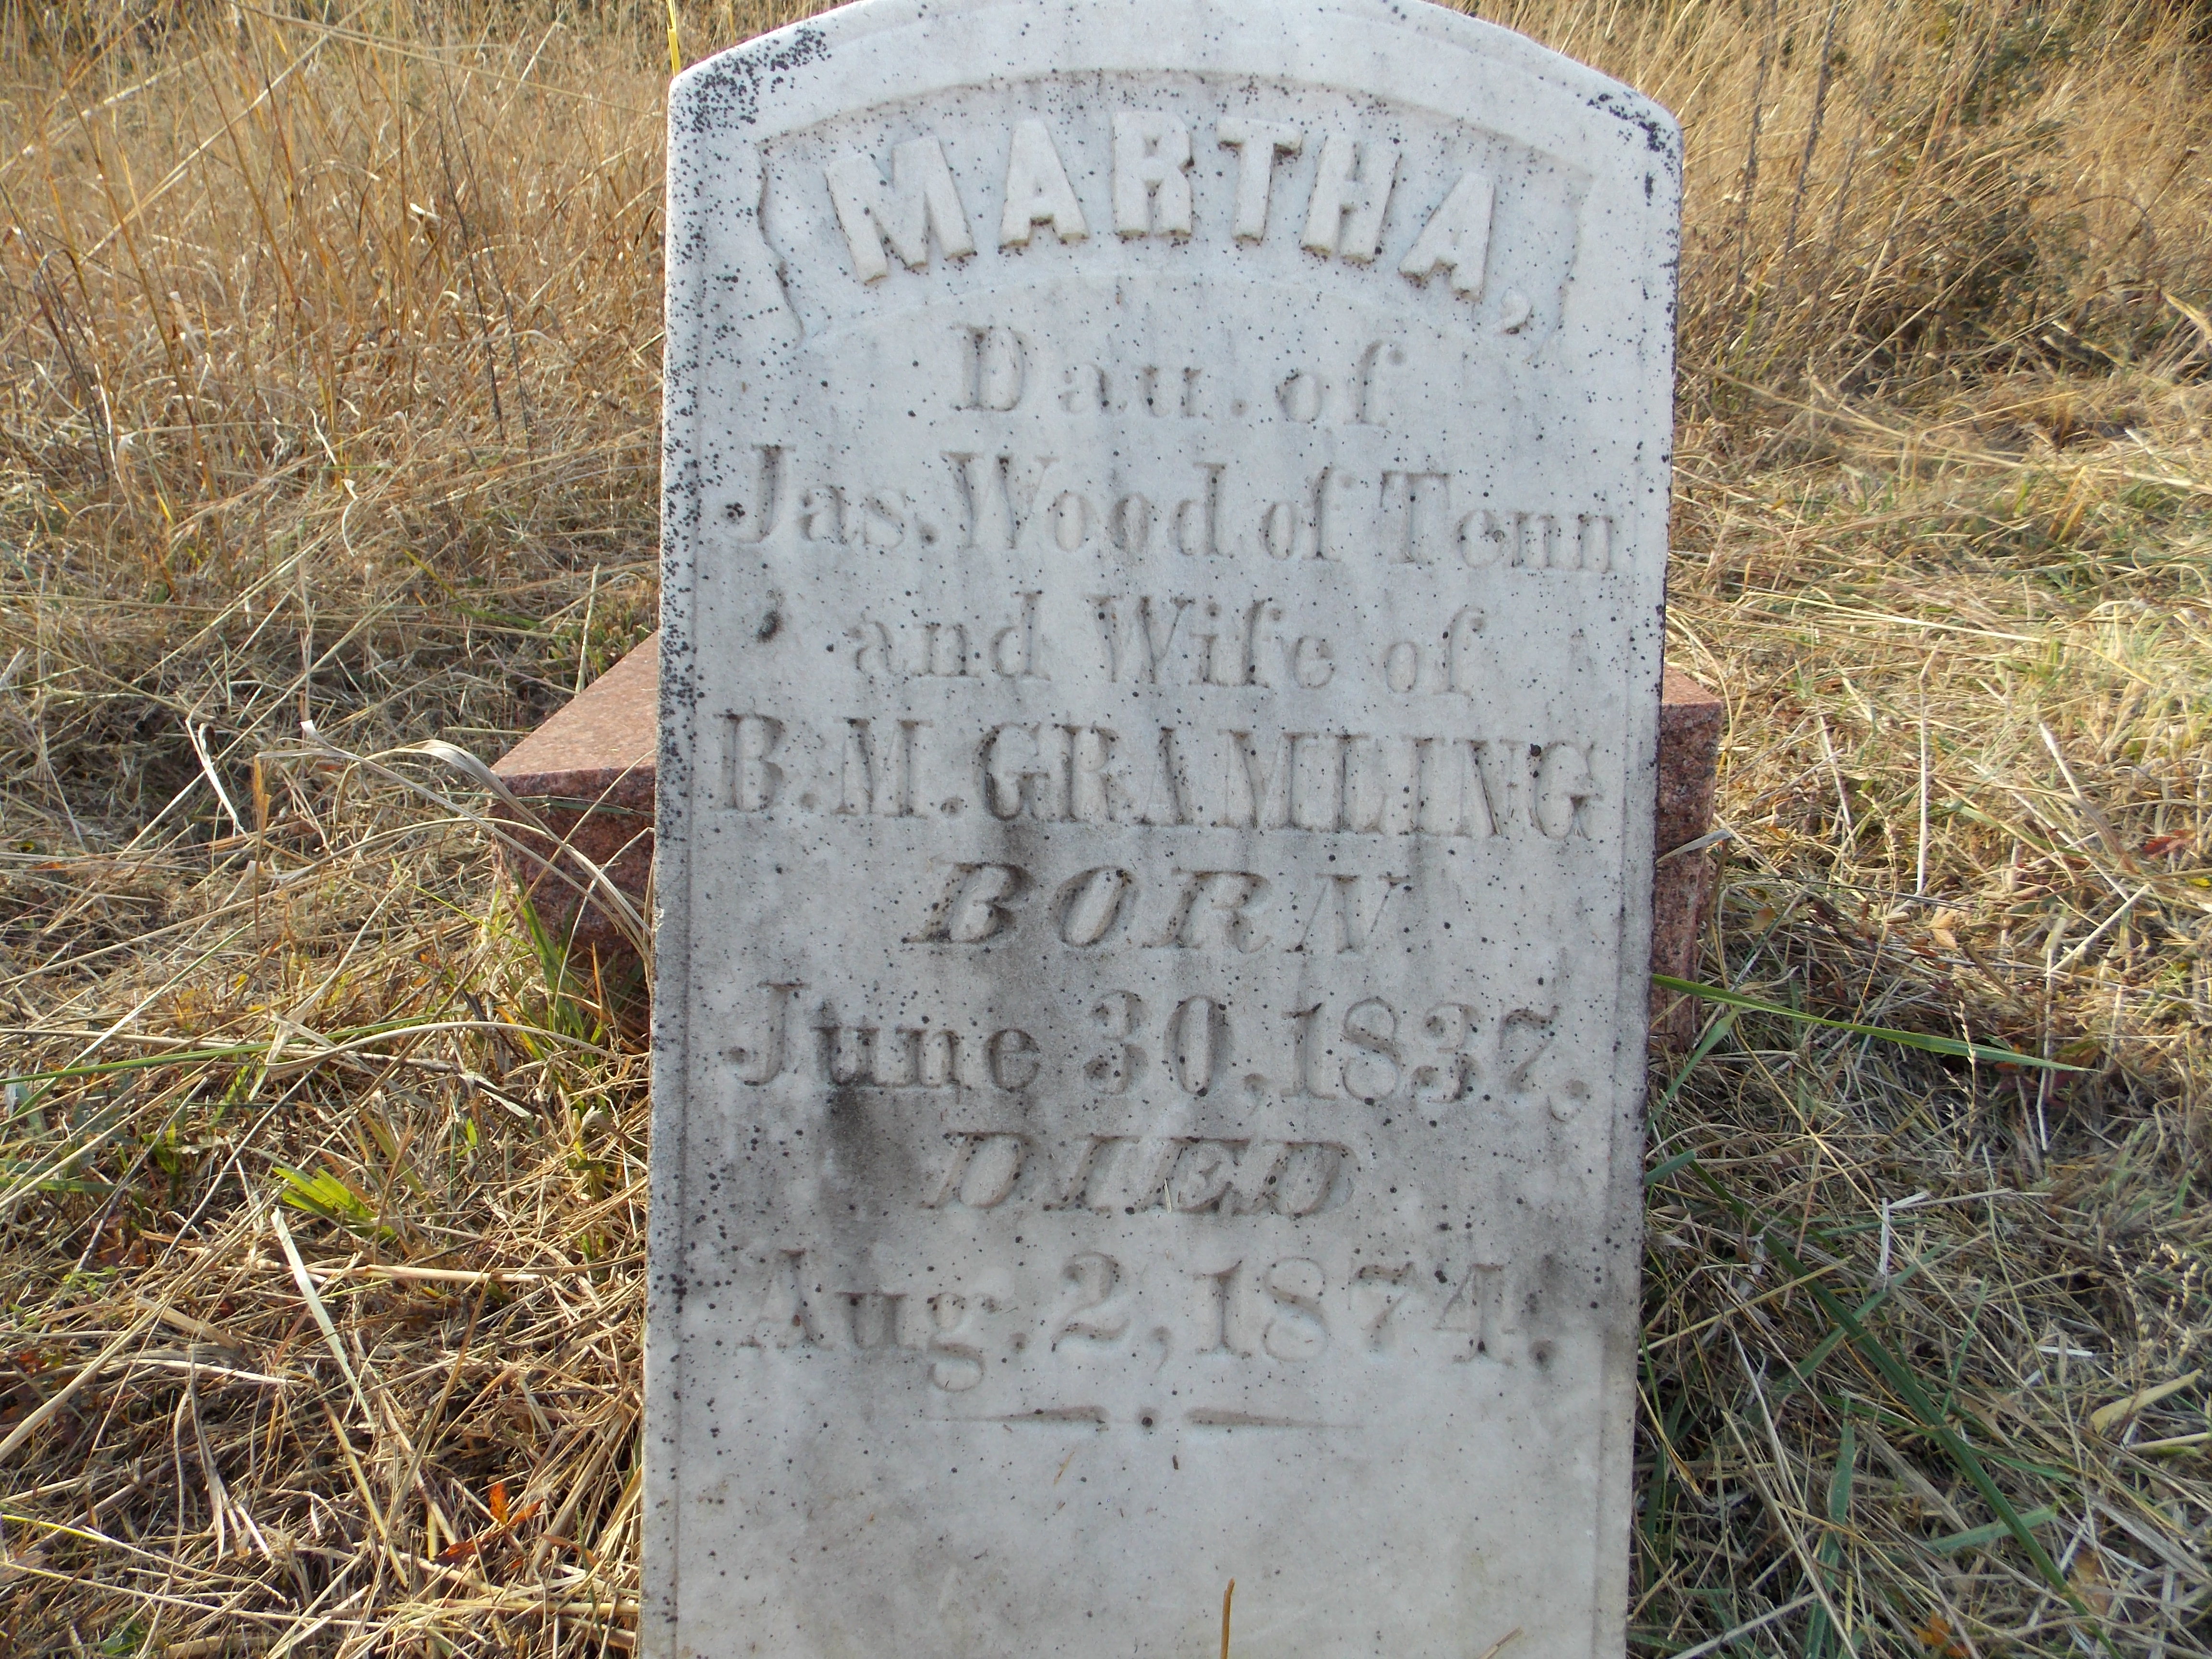 MARTHA,
Dau. of
Jas. Wood of Tenn
and Wife of
B. M. GRAMLING
BORN
June 30, 1837.
DIED
Aug. 2, 1874.